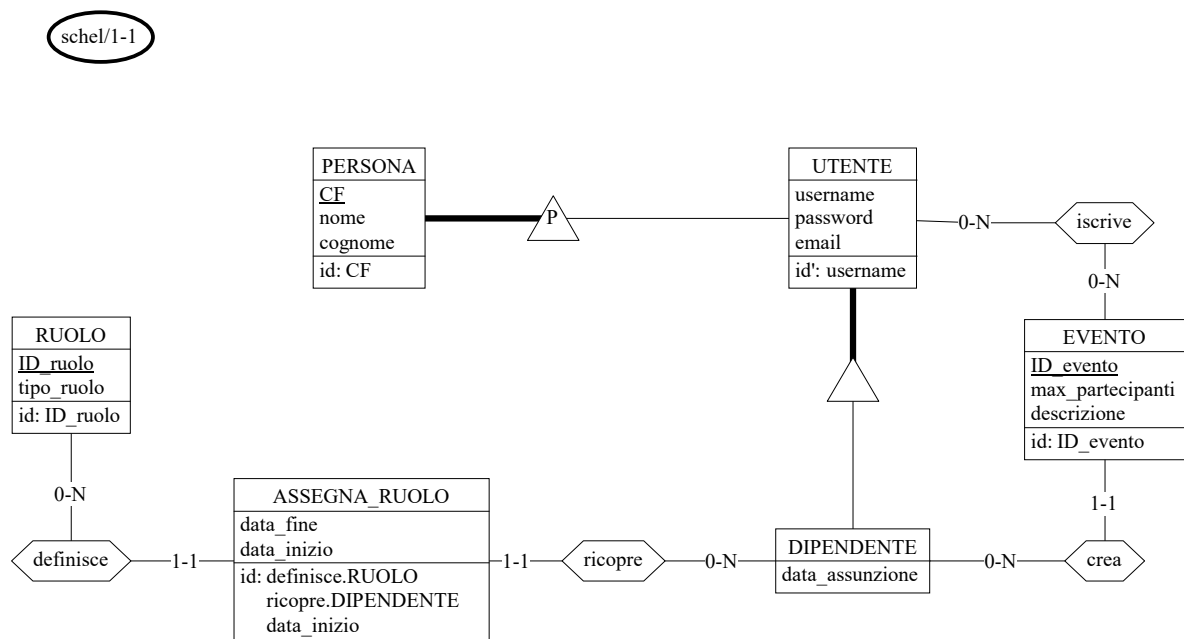 schel/1-1
PERSONA
CF
nome
cognome
id: CF
P
UTENTE
username
password
email
id': username
0-N
iscrive
0-N
RUOLO
ID_ruolo
tipo_ruolo
id: ID_ruolo
EVENTO
ID_evento
max_partecipanti
descrizione
id: ID_evento
0-N
definisce
1-1
ASSEGNA_RUOLO
data_fine
data_inizio
id: definisce.RUOLO
ricopre.DIPENDENTE
data_inizio
1-1
ricopre
0-N
DIPENDENTE
data_assunzione
0-N
crea
1-1